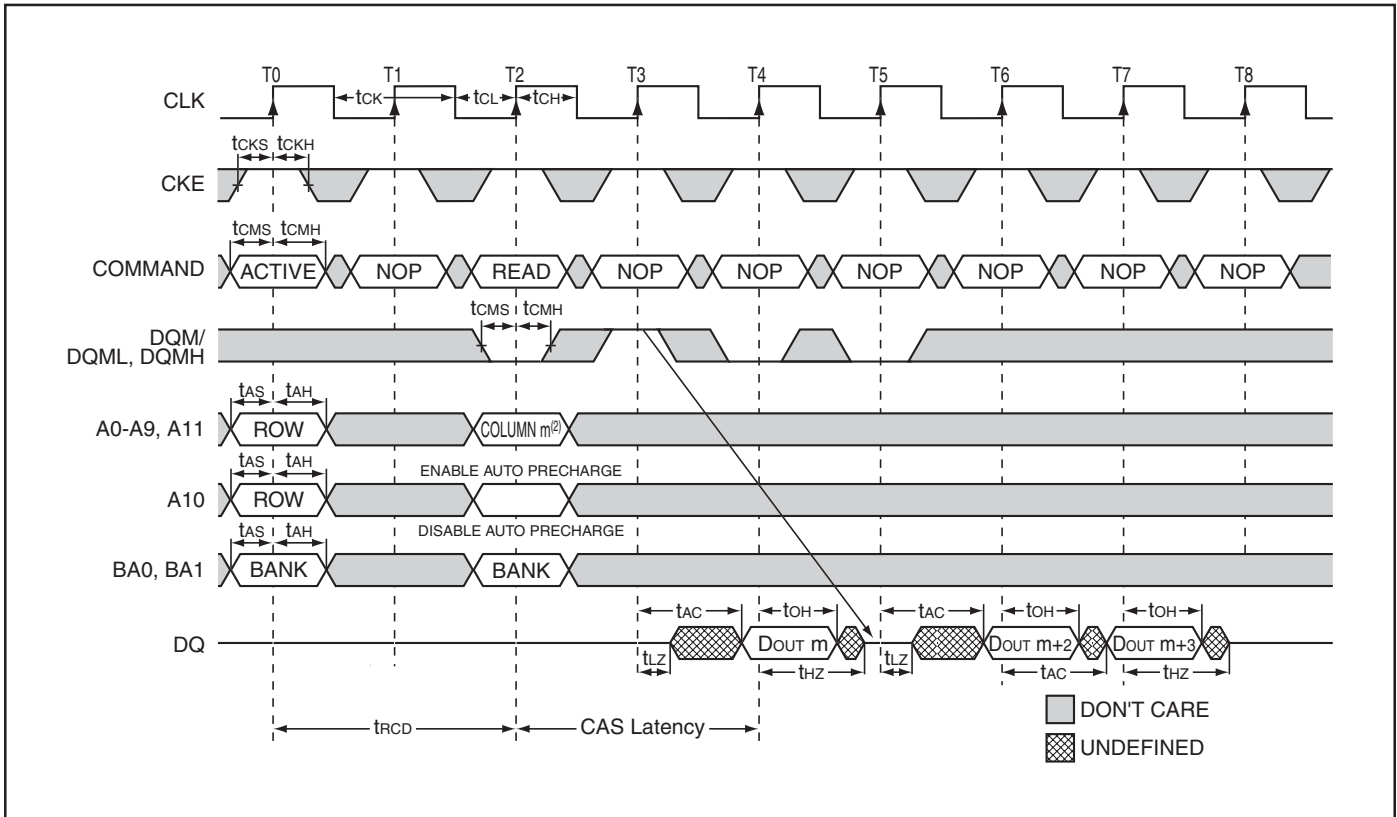 T0 T1 T2 T3 T4 T5 T6 T7 T8
CLK tCK tCL tCH
tCKS tCKH
CKE
tCMS tCMH
COMMAND ACTIVE NOP READ NOP NOP NOP NOP NOP NOP
tCMS tCMH
DQM/
DQML, DQMH
tAS tAH
A0-A9, A11 ROW COLUMN m(2)
tAS tAH ENABLE AUTO PRECHARGE
A10 ROW
tAS tAH DISABLE AUTO PRECHARGE
BA0, BA1 BANK BANK
tAC tOH tAC tOH tOH
DQ DOUT m DOUT m+2 DOUT m+3
tLZ tHZ tLZ tAC tHZ
DON'T CARE
tRCD CAS Latency
UNDEFINED